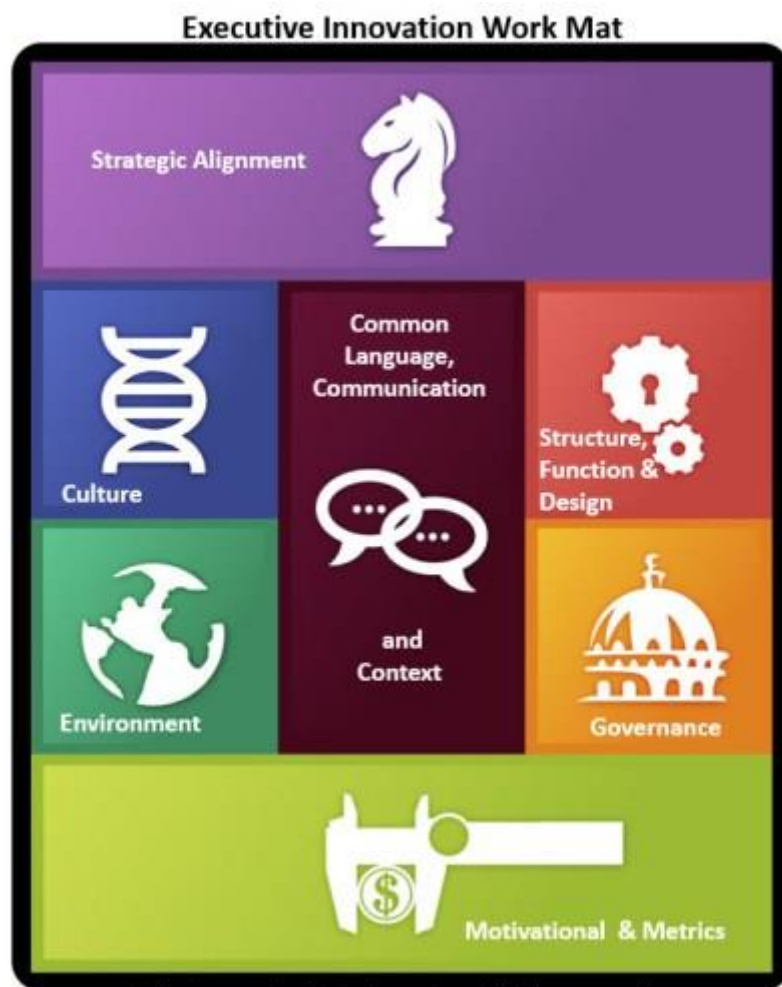 Executive Innovation Work Mat
Strategic Alignment
Culture
Common
Language,
Communication
and
Context
Structure,
Function &
Design
Environment
Governance
$
Motivational & Metrics